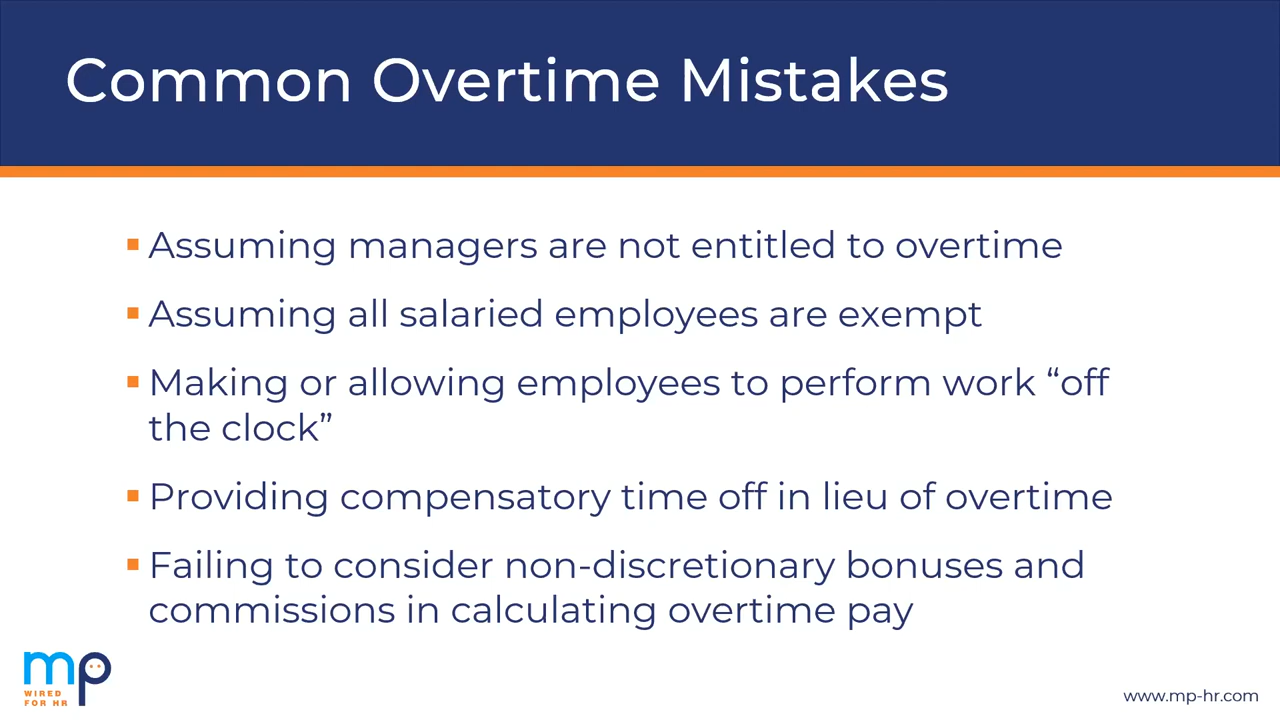 Common Overtime Mistakes
Assuming managers are not entitled to overtime
Assuming all salaried employees are exempt
Making or allowing employees to perform work “off
the clock”
Providing compensatory time off in lieu of overtime
Failing to consider non-discretionary bonuses and
commissions in calculating overtime pay
mp
WIRED
FOR HR
www.mp-hr.com